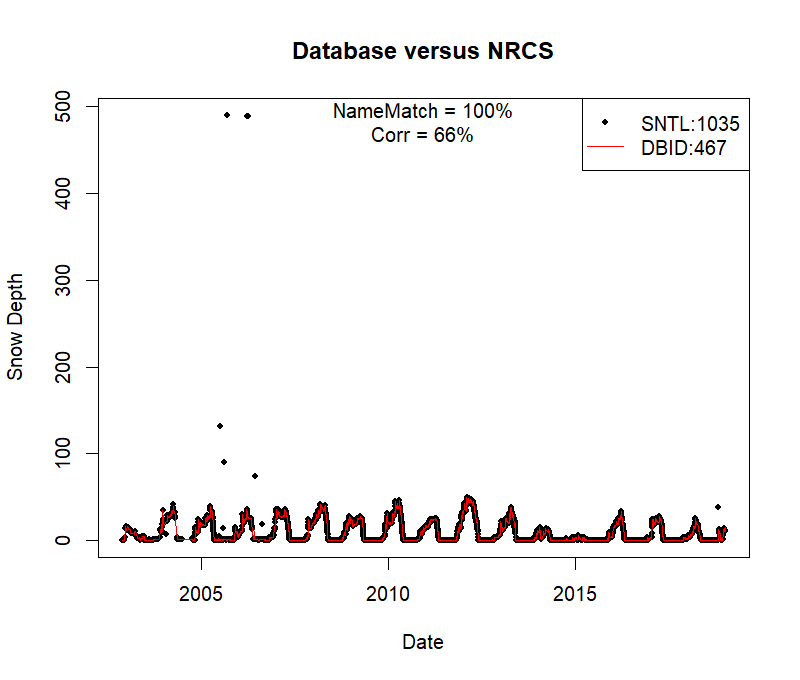 Database versus NRCS
NameMatch = 100%
Corr = 66%
SNTL:1035
DBID:467
Snow Depth
500
400
300
200
100
0
2005
2010
2015
Date